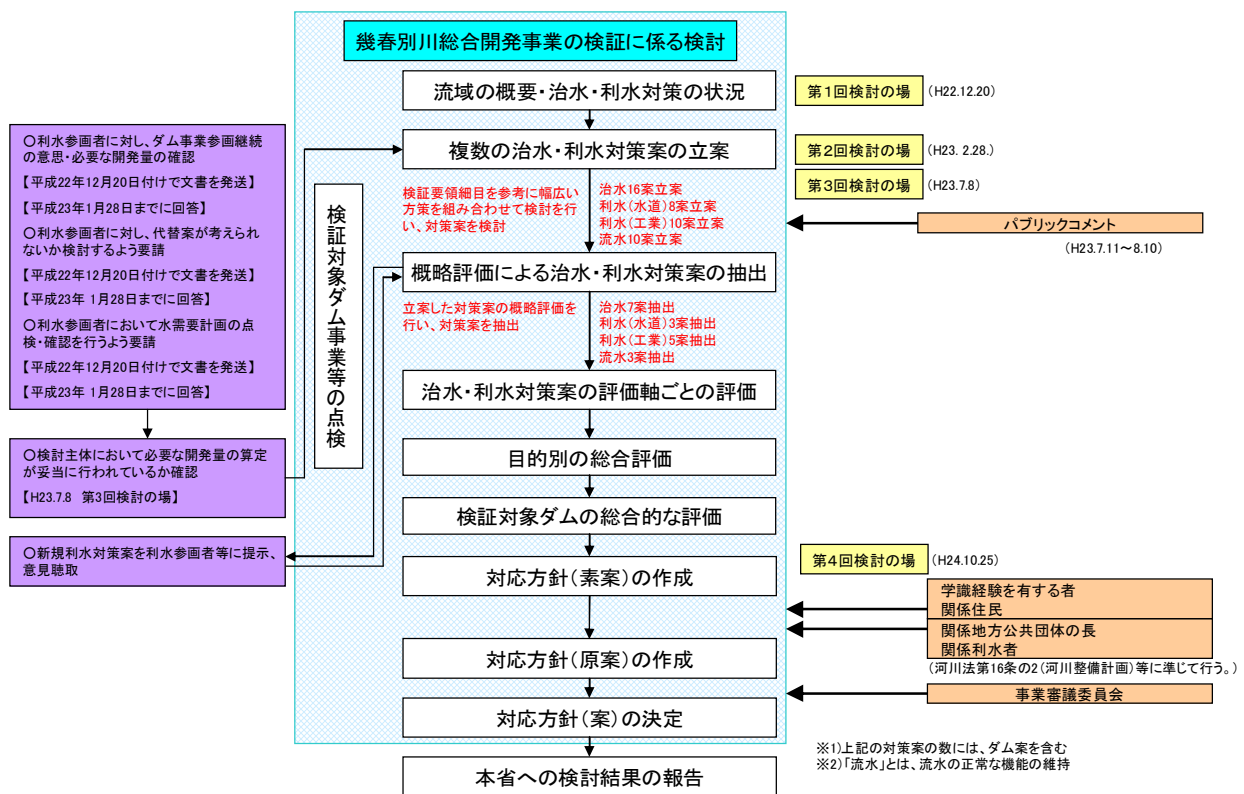 幾春別川総合開発事業の検証に係る検討
流域の概要・治水・利水対策の状況
第1回検討の場
(H22.12.20)
○利水参画者に対し、ダム事業参画継続
の意思・必要な開発量の確認
【平成22年12月20日付けで文書を発送】
【平成23年1月28日までに回答】
○利水参画者に対し、代替案が考えられ
ないか検討するよう要請
【平成22年12月20日付けで文書を発送】
【平成23年 1月28日までに回答】
○利水参画者において水需要計画の点
検・確認を行うよう要請
【平成22年12月20日付けで文書を発送】
【平成23年 1月28日までに回答】
複数の治水・利水対策案の立案
第2回検討の場
(H23. 2.28.)
第3回検討の場
(H23.7.8)
検証対象ダム事業等の点検
検証要領細目を参考に幅広い
方策を組み合わせて検討を行
い、対策案を検討
治水16案立案
利水(水道)8案立案
利水(工業)10案立案
流水10案立案
パブリックコメント
(H23.7.11~8.10)
概略評価による治水・利水対策案の抽出
立案した対策案の概略評価を
行い、対策案を抽出
治水7案抽出
利水(水道)3案抽出
利水(工業)5案抽出
流水3案抽出
治水・利水対策案の評価軸ごとの評価
○検討主体において必要な開発量の算定
が妥当に行われているか確認
【H23.7.8 第3回検討の場】
目的別の総合評価
検証対象ダムの総合的な評価
○新規利水対策案を利水参画者等に提示、
意見聴取
第4回検討の場
(H24.10.25)
対応方針(素案)の作成
学識経験を有する者
関係住民
関係地方公共団体の長
関係利水者
(河川法第16条の2(河川整備計画)等に準じて行う。)
対応方針(原案)の作成
事業審議委員会
対応方針(案)の決定
※1)上記の対策案の数には、ダム案を含む
※2)「流水」とは、流水の正常な機能の維持
本省への検討結果の報告